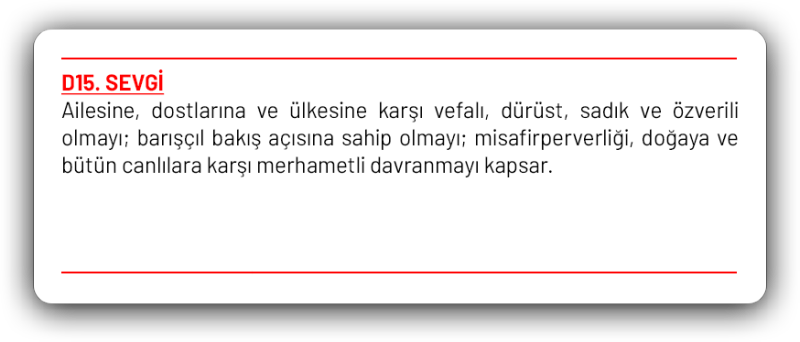 D15. SEVGİ
Ailesine, dostlarına ve ülkesine karşı vefalı, dürüst, sadık ve özverili
olmayı; barışçıl bakış açısına sahip olmayı; misafirperverliği, doğaya ve
bütün canlılara karşı merhametli davranmayı kapsar.